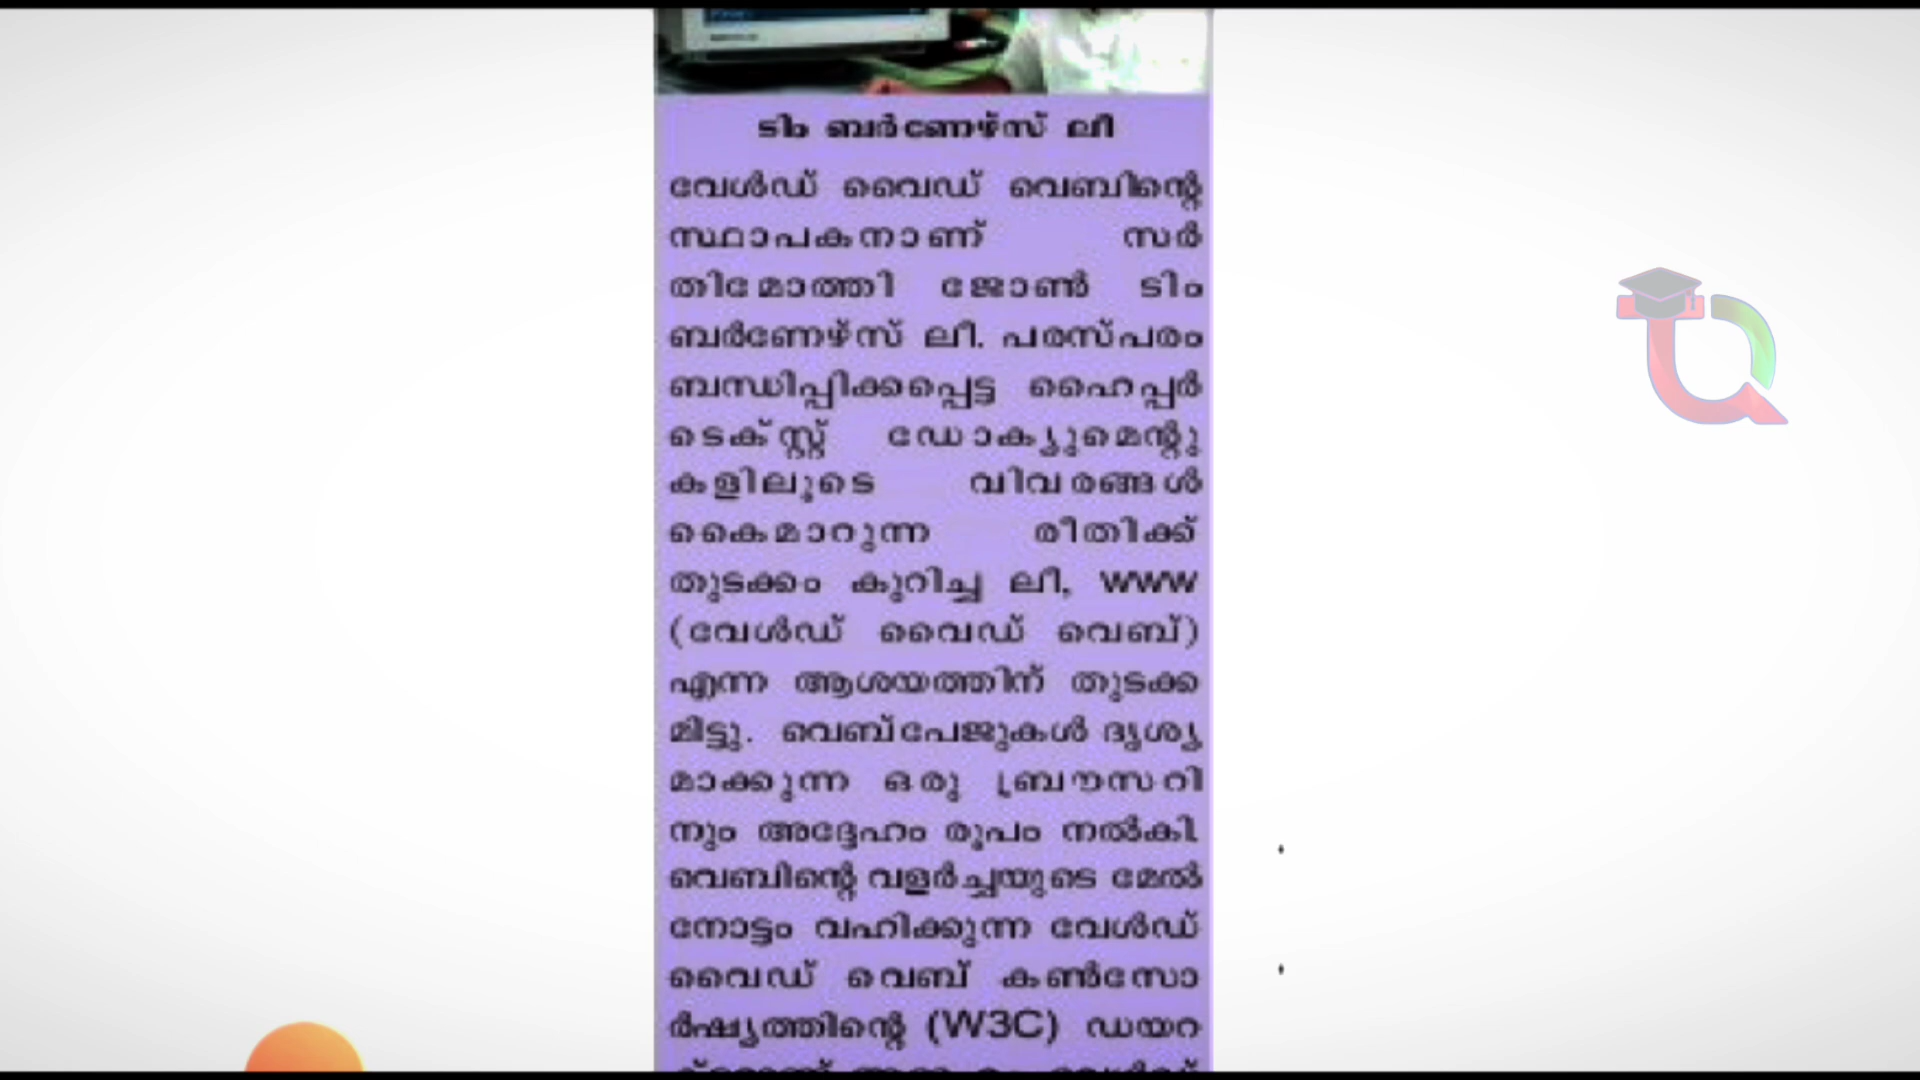 ടിം ബർണേഴ്സ് ലീ
വേൾഡ് വൈഡ് വെബിന്റെ
സ്ഥാപകനാണ് സർ
തിമോത്തി ജോൺ ടിം
ബർണേഴ്സ് ലീ. പരസ്പരം
ബന്ധിപ്പിക്കപ്പെട്ട ഹൈപ്പർ
ടെക്സ്റ്റ് ഡോക്യുമെന്റു
കളിലൂടെ വിവരങ്ങൾ
കൈമാറുന്ന രീതിക്ക്
തുടക്കം കുറിച്ച ലീ, WWW
(വേൾഡ് വൈഡ് വെബ്)
എന്ന ആശയത്തിന് തുടക്ക
മിട്ടു. വെബ്പേജുകൾ ദൃശ്യ
മാക്കുന്ന ഒരു ബ്രൗസറി
നും അദ്ദേഹം രൂപം നൽകി.
വെബിന്റെ വളർച്ചയുടെ മേൽ
നോട്ടം വഹിക്കുന്ന വേൾഡ്
വൈഡ് വെബ് കൺസോ
ർഷ്യത്തിന്റെ (W3C) ഡയറ